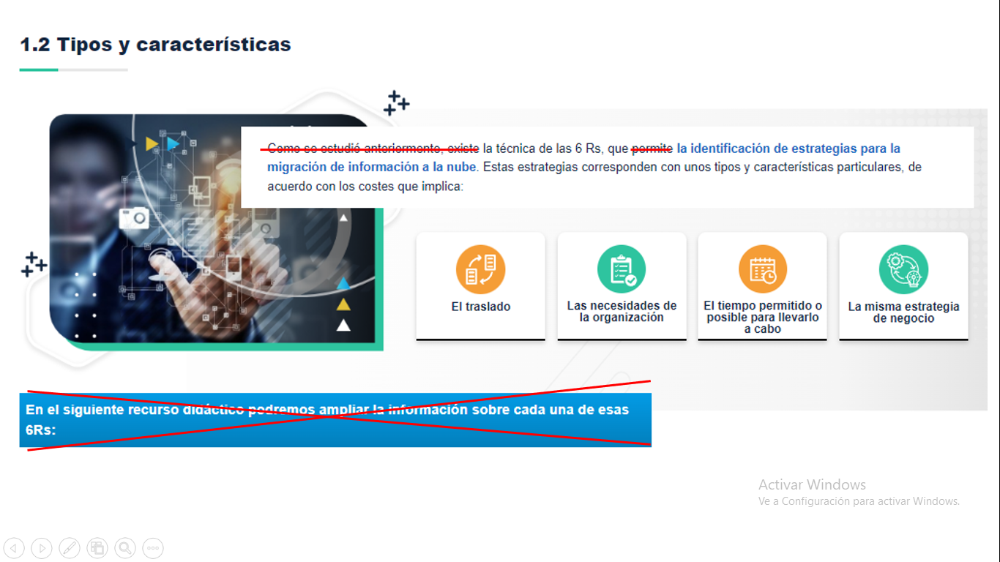 1.2 Tipos y características
Como se estudió anteriormente, existe la técnica de las 6 Rs, que permite la identificación de estrategias para la
migración de información a la nube. Estas estrategias corresponden con unos tipos y características particulares, de
acuerdo con los costes que implica:
El traslado
Las necesidades de
la organización
El tiempo permitido o
posible para llevarlo
a cabo
La misma estrategia
de negocio
En el siguiente recurso didáctico podremos ampliar la información sobre cada una de esas
6Rs:
Activar Windows
Ve a Configuración para activar Windows.